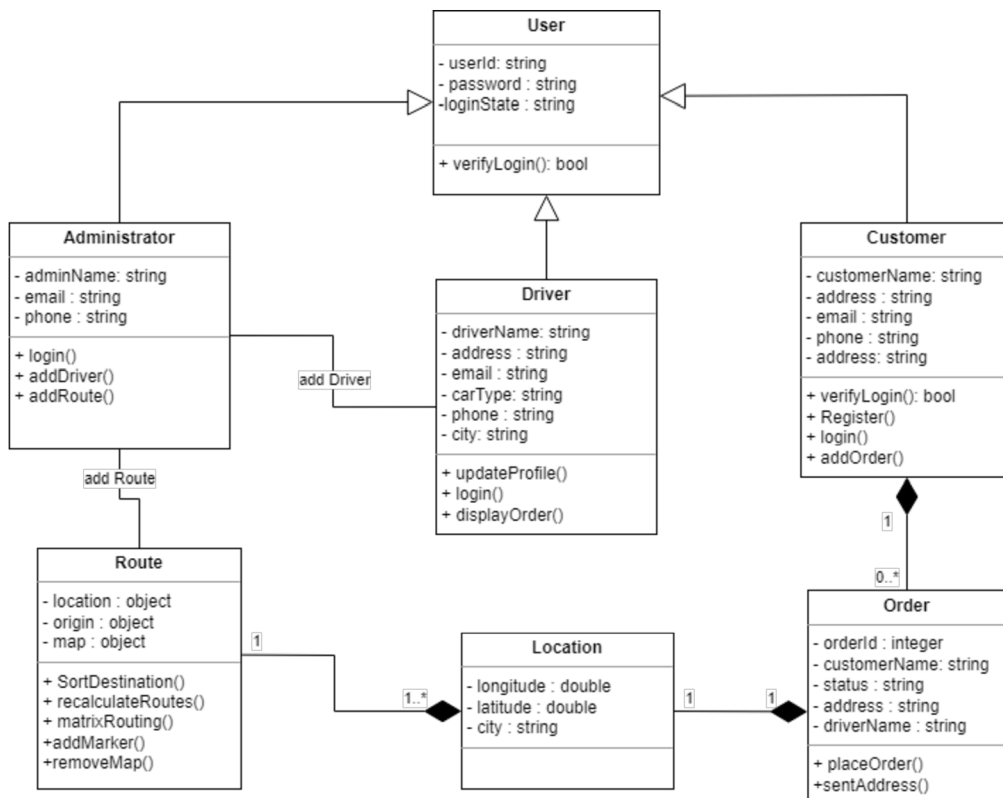 User
- userId: string
- password : string
-loginState : string
+ verifyLogin(): bool
Administrator
- adminName: string
- email : string
- phone : string
+ login()
+ addDriver()
+ addRoute()
add Driver
Driver
- driverName: string
- address : string
- email : string
- carType: string
- phone : string
- city: string
+ updateProfile()
+ login()
+ displayOrder()
Customer
- customerName: string
- address : string
- email : string
- phone : string
- address: string
+ verifyLogin(): bool
+ Register()
+ login()
+ addOrder()
add Route
1
0..*
Route
- location : object
- origin : object
- map : object
+ SortDestination()
+ recalculateRoutes()
+ matrixRouting()
+addMarker()
+removeMap()
1
1..*
Location
- longitude : double
- latitude : double
- city : string
1
1
Order
- orderId : integer
- customerName: string
- status : string
- address : string
- driverName : string
+ placeOrder()
+sentAddress()